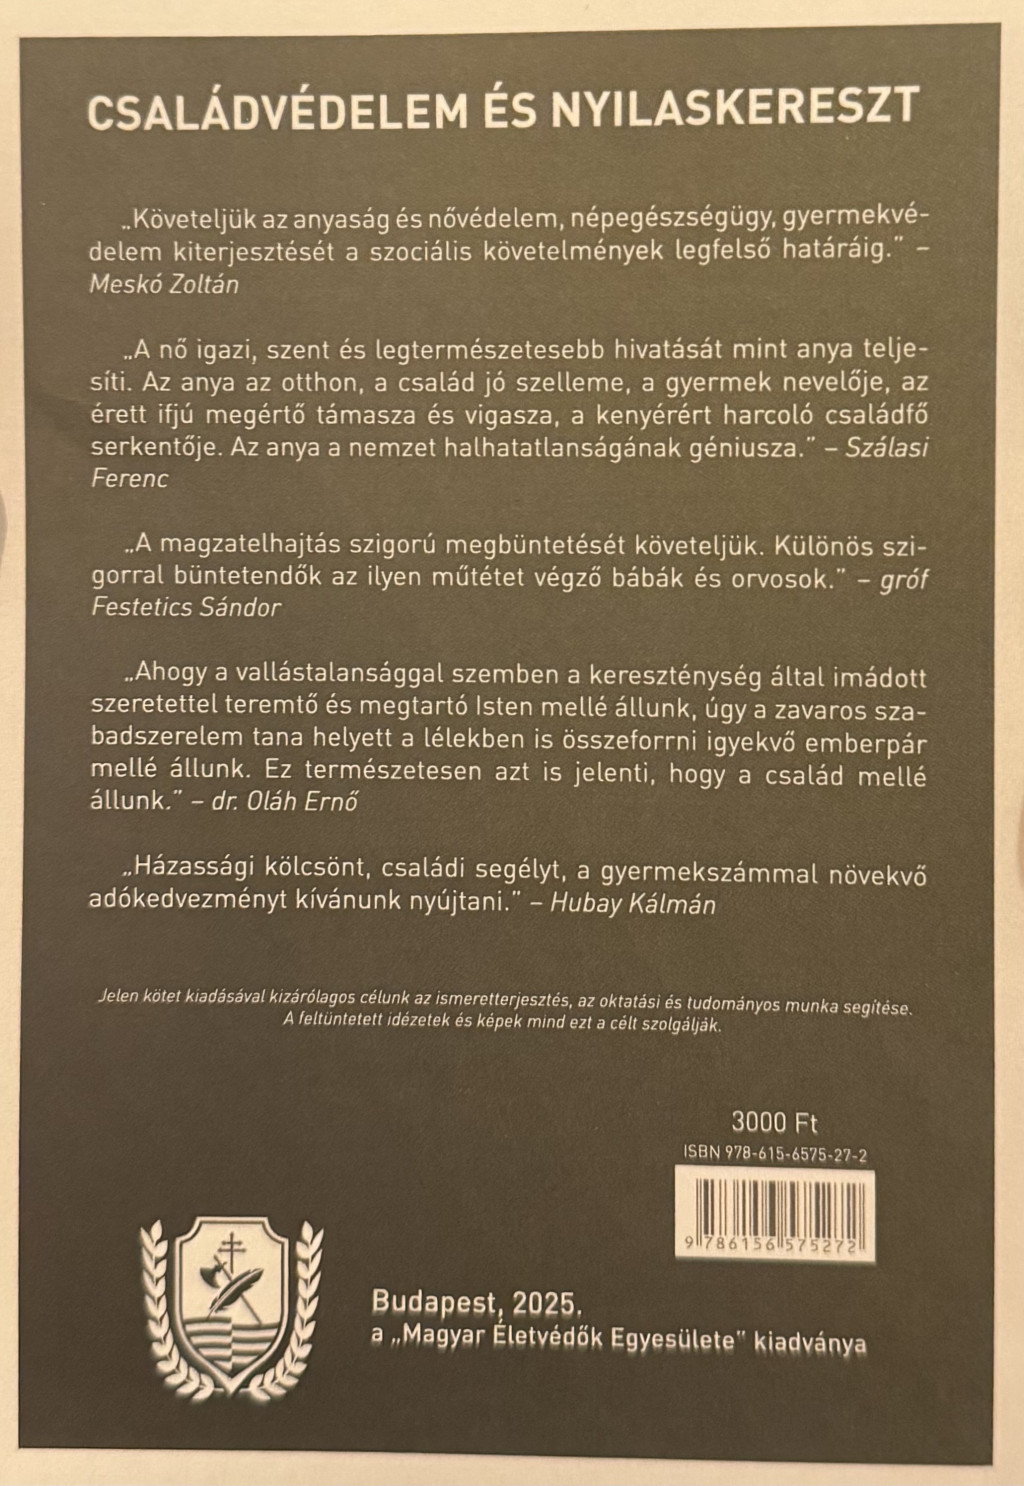 CSALÁDVÉDELEM ÉS NYILASKERESZT
„Követeljük az anyaság és nővédelem, népegészségügy, gyermekvé-
delem kiterjesztését a szociális követelmények legfelső határáig.” –
Meskó Zoltán
„A nő igazi, szent és legtermészetesebb hivatását mint anya telje-
síti. Az anya az otthon, a család jó szelleme, a gyermek nevelője, az
érett ifjú megértő támasza és vigasza, a kenyérért harcoló családfő
serkentője. Az anya a nemzet halhatatlanságának géniusza.” – Szálasi
Ferenc
„A magzatelhajtás szigorú megbüntetését követeljük. Különös szi-
gorral büntetendők az ilyen műtétet végző bábák és orvosok.” – gróf
Festetics Sándor
„Ahogy a vallástalansággal szemben a kereszténység által imádott
szeretettel teremtő és megtartó Isten mellé állunk, úgy a zavaros sza-
badszerelem tana helyett a lélekben is összeforrni igyekvő emberpár
mellé állunk. Ez természetesen azt is jelenti, hogy a család mellé
állunk.” – dr. Oláh Ernő
„Házassági kölcsönt, családi segélyt, a gyermekszámmal növekvő
adókedvezményt kívánunk nyújtani.” – Hubay Kálmán
Jelen kötet kiadásával kizárólagos célunk az ismeretterjesztés, az oktatási és tudományos munka segítése.
A feltüntetett idézetek és képek mind ezt a célt szolgálják.
3000 Ft
ISBN 978-615-6575-27-2
9 786156 575272
Budapest, 2025.
a „Magyar Életvédők Egyesülete” kiadványa